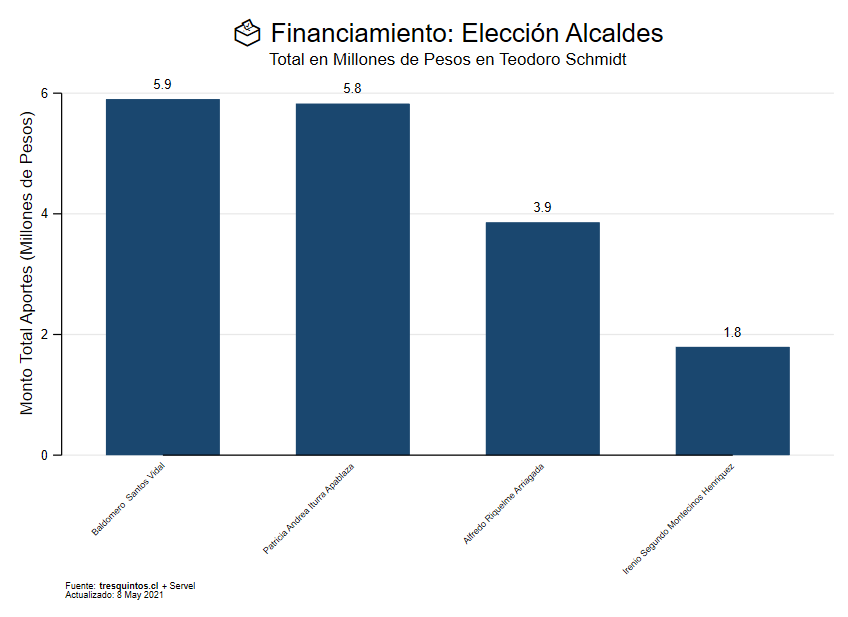 Financiamiento: Elección Alcaldes
Total en Millones de Pesos en Teodoro Schmidt
Monto Total Aportes (Millones de Pesos)
6
4
2
0
5.9
5.8
3.9
1.8
Baldomero  Santos Vidal
Patricia Andrea Iturra Apablaza
Alfredo Riquelme Arriagada
Irenio Segundo Montecinos Henriquez
Fuente: tresquintos.cl + Servel
Actualizado: 8 May 2021